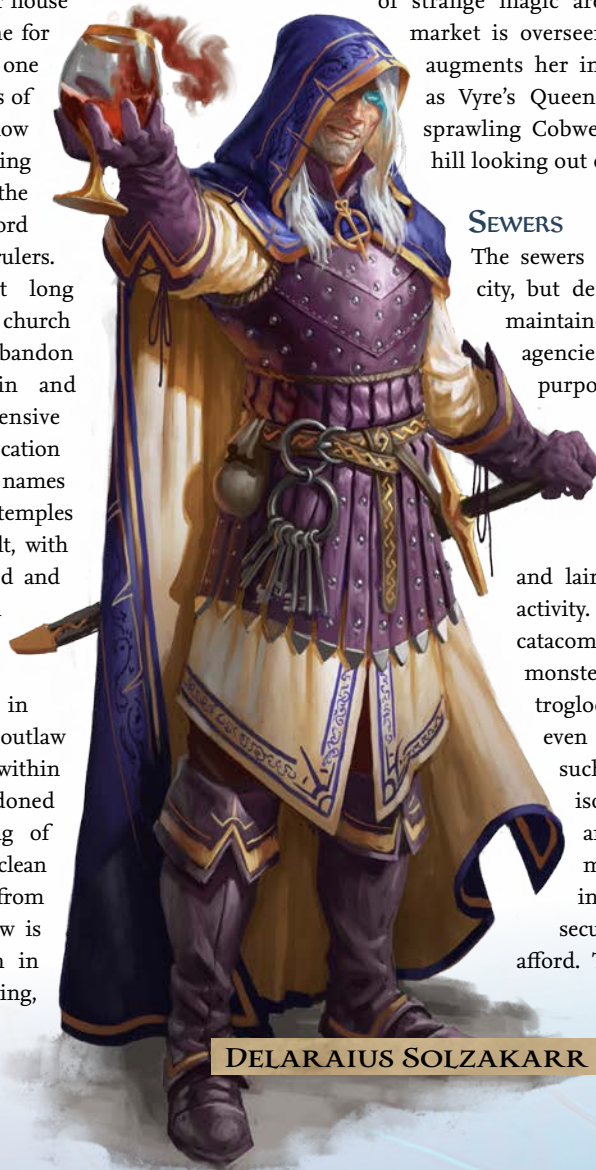 house
ne for
one
s of
ow
ing
the
ord
rulers.
t long
church
bandon
in and
ensive
cation
names
temples
lt, with
d and
in
outlaw
within
doned
g of
clean
from
w is
n in
ing,
of strange magic are
market is overseen
augments her in
as Vyre's Queen
sprawling Cobwe
hill looking out o
Sewers
The sewers
city, but de
maintain
agencies
purpo
and lair
activity.
catacom
monste
troglo
even
such
iso
a
m
in
secu
afford. T
Delaraius Solzakarr